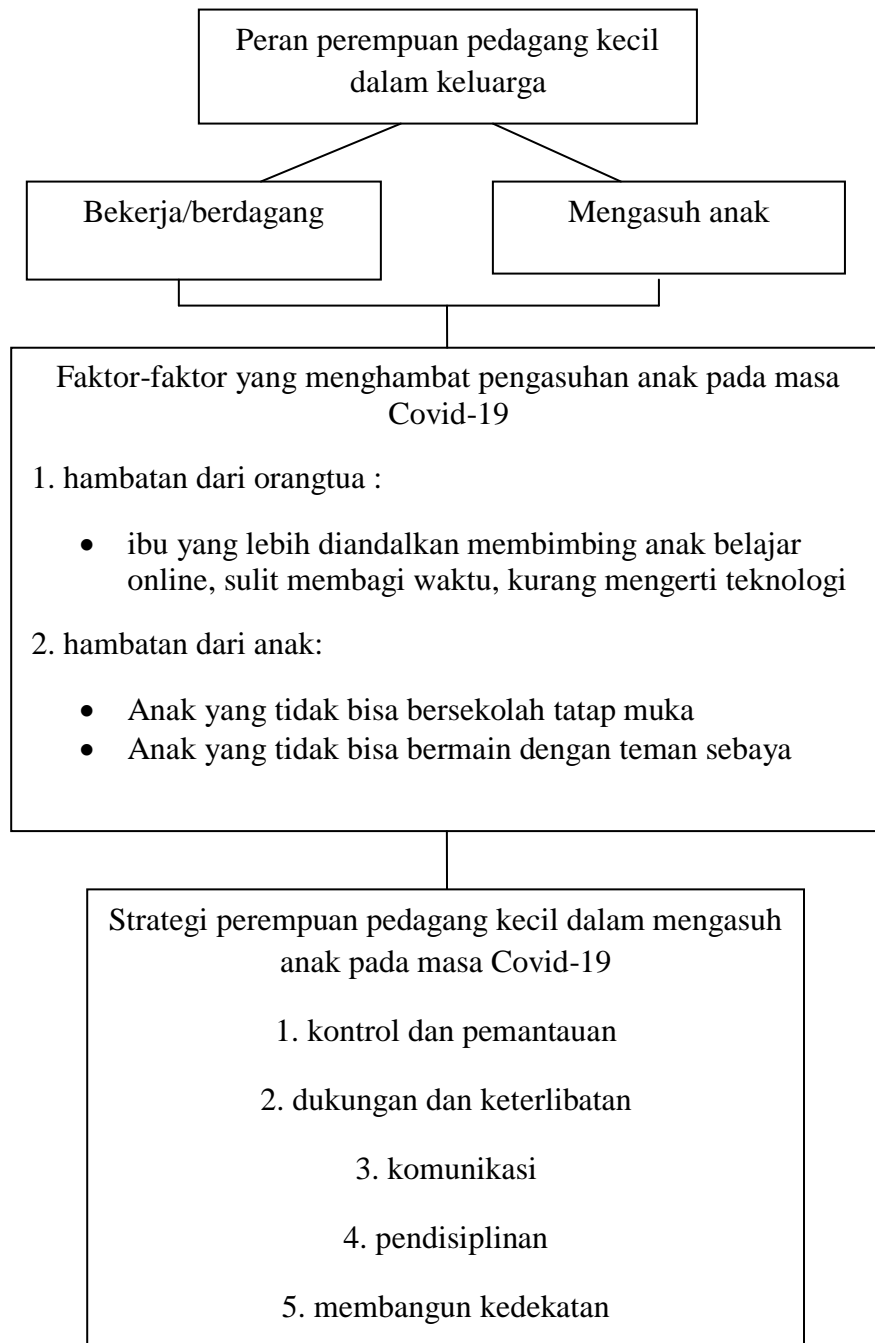 Peran perempuan pedagang kecil
dalam keluarga
Bekerja/berdagang
Mengasuh anak
Faktor-faktor yang menghambat pengasuhan anak pada masa
Covid-19
1. hambatan dari orangtua :
• ibu yang lebih diandalkan membimbing anak belajar
online, sulit membagi waktu, kurang mengerti teknologi
2. hambatan dari anak:
• Anak yang tidak bisa bersekolah tatap muka
• Anak yang tidak bisa bermain dengan teman sebaya
Strategi perempuan pedagang kecil dalam mengasuh
anak pada masa Covid-19
1. kontrol dan pemantauan
2. dukungan dan keterlibatan
3. komunikasi
4. pendisiplinan
5. membangun kedekatan